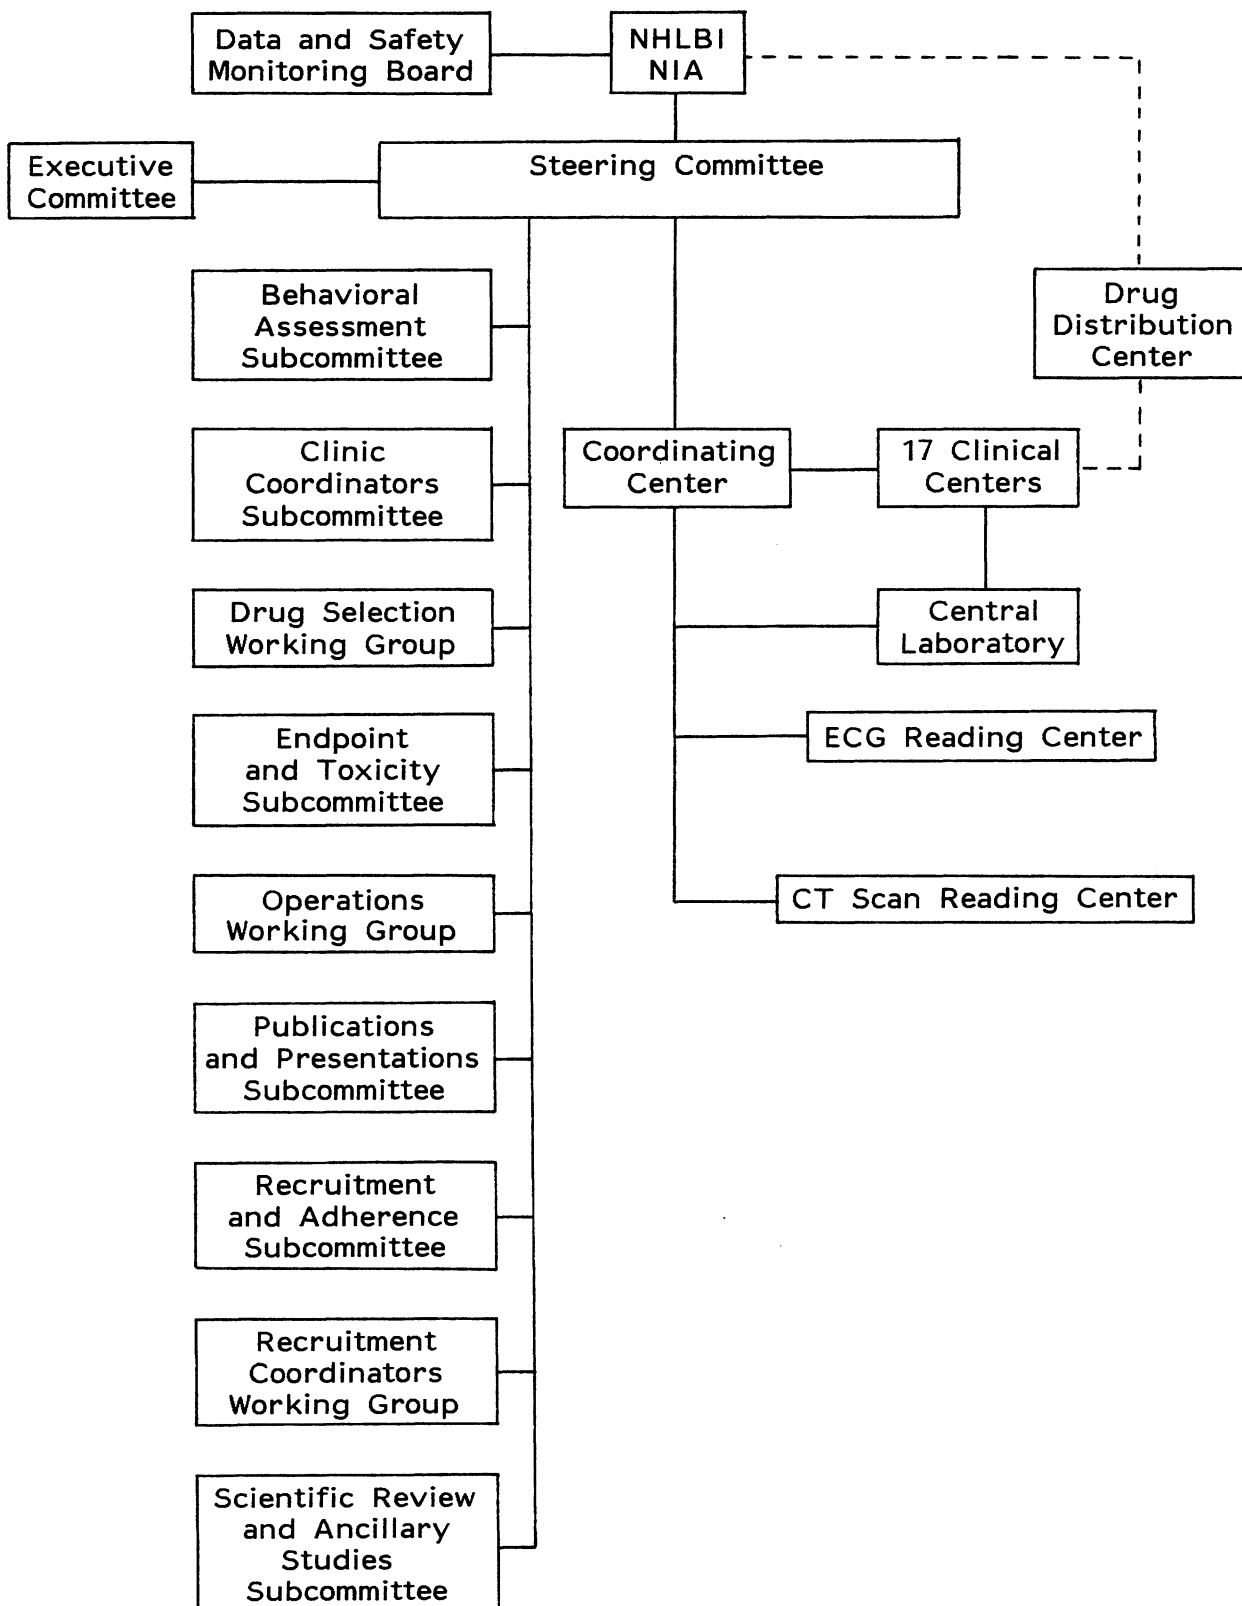 Data and Safety
Monitoring Board
NHLBI
NIA
Executive
Committee
Steering Committee
Behavioral
Assessment
Subcommittee
Drug
Distribution
Center
Clinic
Coordinators
Subcommittee
Coordinating
Center
17 Clinical
Centers
Drug Selection
Working Group
Central
Laboratory
Endpoint
and Toxicity
Subcommittee
ECG Reading Center
Operations
Working Group
CT Scan Reading Center
Publications
and Presentations
Subcommittee
Recruitment
and Adherence
Subcommittee
Recruitment
Coordinators
Working Group
Scientific Review
and Ancillary
Studies
Subcommittee